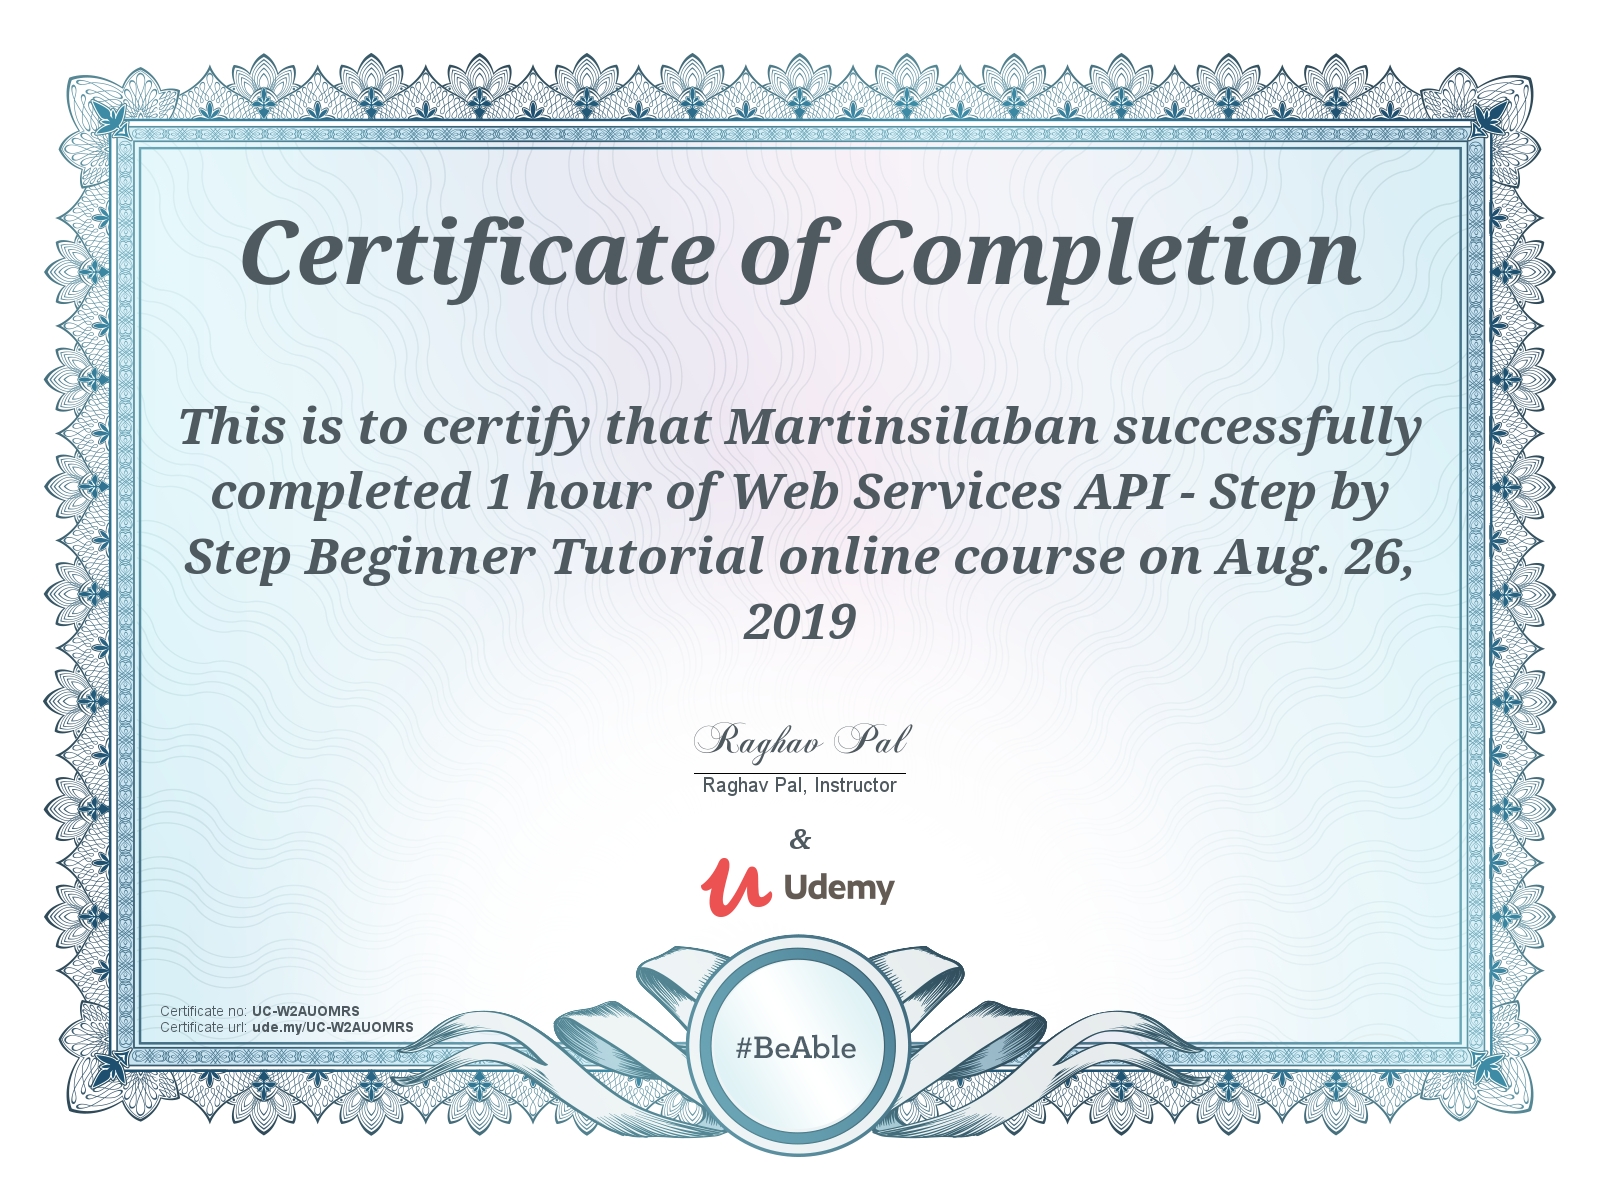 Certificate of Completion
This is to certify that Martinsilaban successfully
completed 1 hour of Web Services API - Step by
Step Beginner Tutorial online course on Aug. 26,
2019
Raghav Pal
Raghav Pal, Instructor
&
Udemy
Certificate no: UC-W2AUOMRS
Certificate url: ude.my/UC-W2AUOMRS
#BeAble